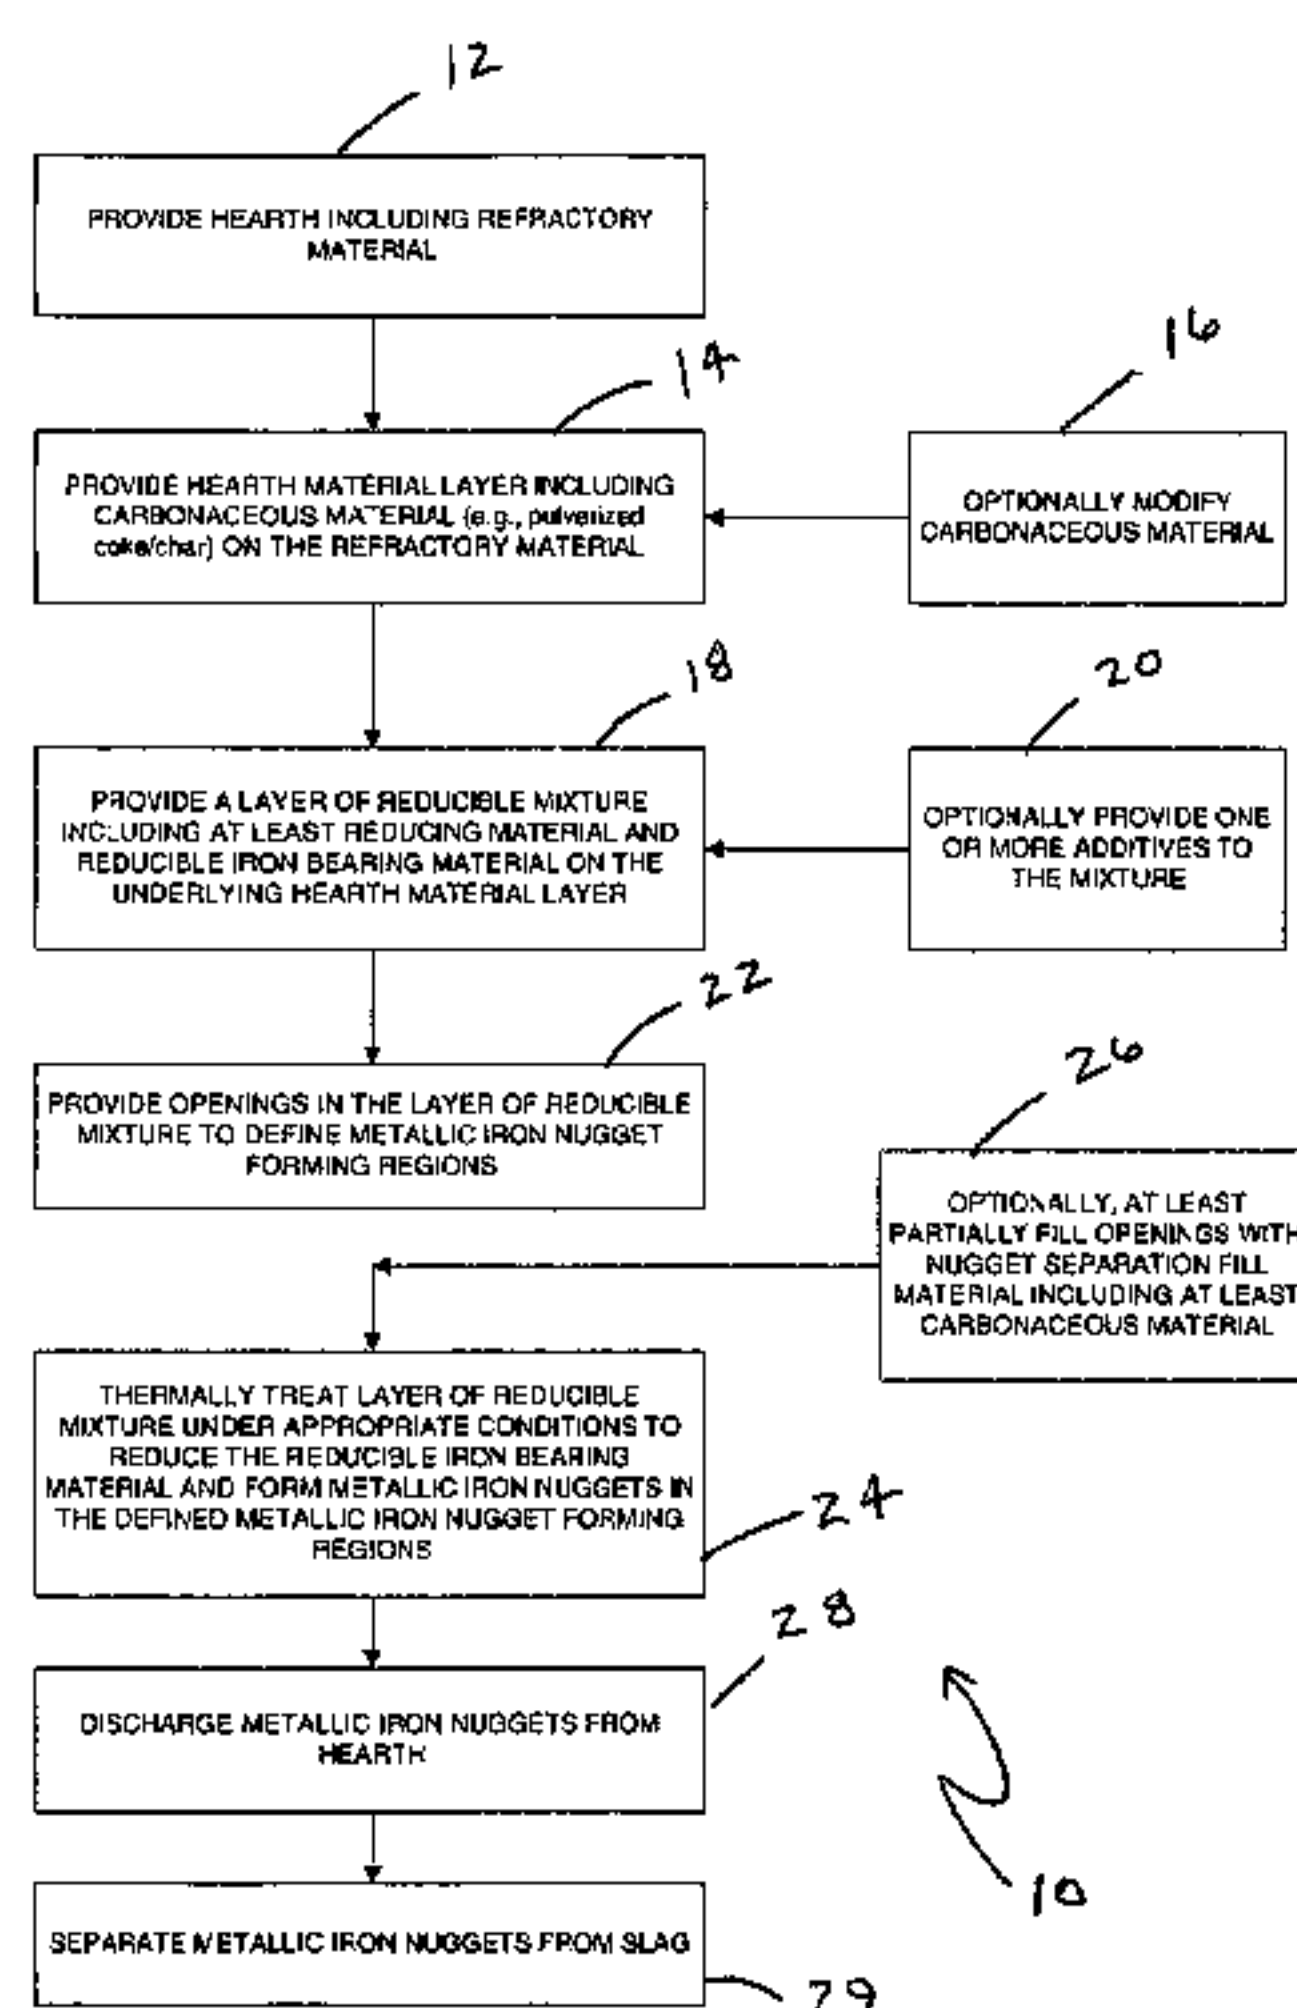 12
PROVIDE HEARTH INCLUDING REFRACTORY
MATERIAL
14
PROVIDE HEARTH MATERIAL LAYER INCLUDING
CARBONACEOUS MATERIAL (e.g., pulverized
coke/char) ON THE REFRACTORY MATERIAL
16
OPTIONALLY MODIFY
CARBONACEOUS MATERIAL
18
PROVIDE A LAYER OF REDUCIBLE MIXTURE
INCLUDING AT LEAST REDUCING MATERIAL AND
REDUCIBLE IRON BEARING MATERIAL ON THE
UNDERLYING HEARTH MATERIAL LAYER
20
OPTIONALLY PROVIDE ONE
OR MORE ADDITIVES TO
THE MIXTURE
22
PROVIDE OPENINGS IN THE LAYER OF REDUCIBLE
MIXTURE TO DEFINE METALLIC IRON NUGGET
FORMING REGIONS
26
OPTIONALLY, AT LEAST
PARTIALLY FILL OPENINGS WITH
NUGGET SEPARATION FILL
MATERIAL INCLUDING AT LEAST
CARBONACEOUS MATERIAL
THERMALLY TREAT LAYER OF REDUCIBLE
MIXTURE UNDER APPROPRIATE CONDITIONS TO
REDUCE THE REDUCIBLE IRON BEARING
MATERIAL AND FORM METALLIC IRON NUGGETS IN
THE DEFINED METALLIC IRON NUGGET FORMING
REGIONS
24
28
DISCHARGE METALLIC IRON NUGGETS FROM
HEARTH
10
SEPARATE METALLIC IRON NUGGETS FROM SLAG
29